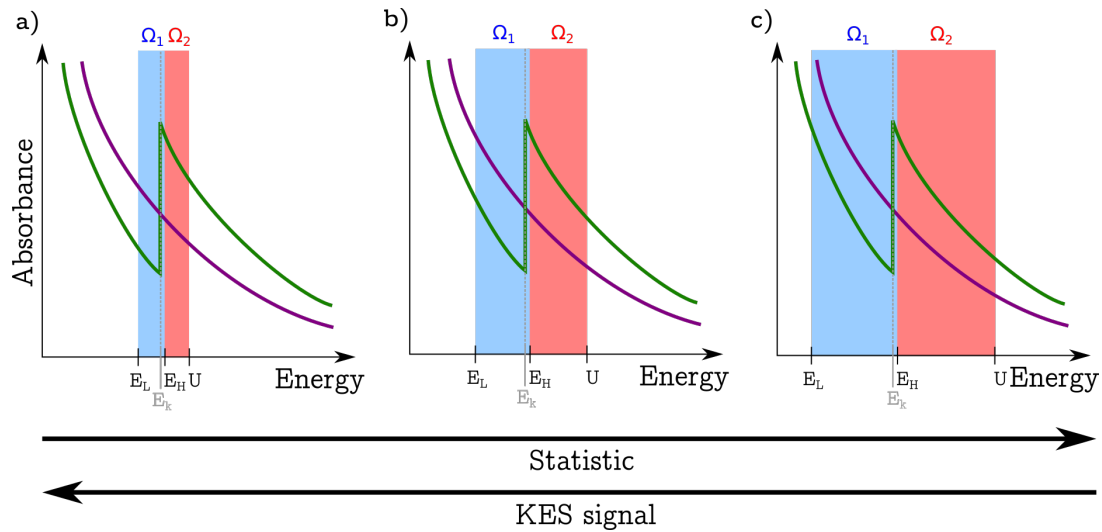 a)
Ω₁ Ω₂
Absorbance
E_L E_H U
E_k
Energy
b)
Ω₁ Ω₂
E_L E_H U
E_k
Energy
c)
Ω₁ Ω₂
E_L E_H U
E_k
Energy
Statistic
KES signal